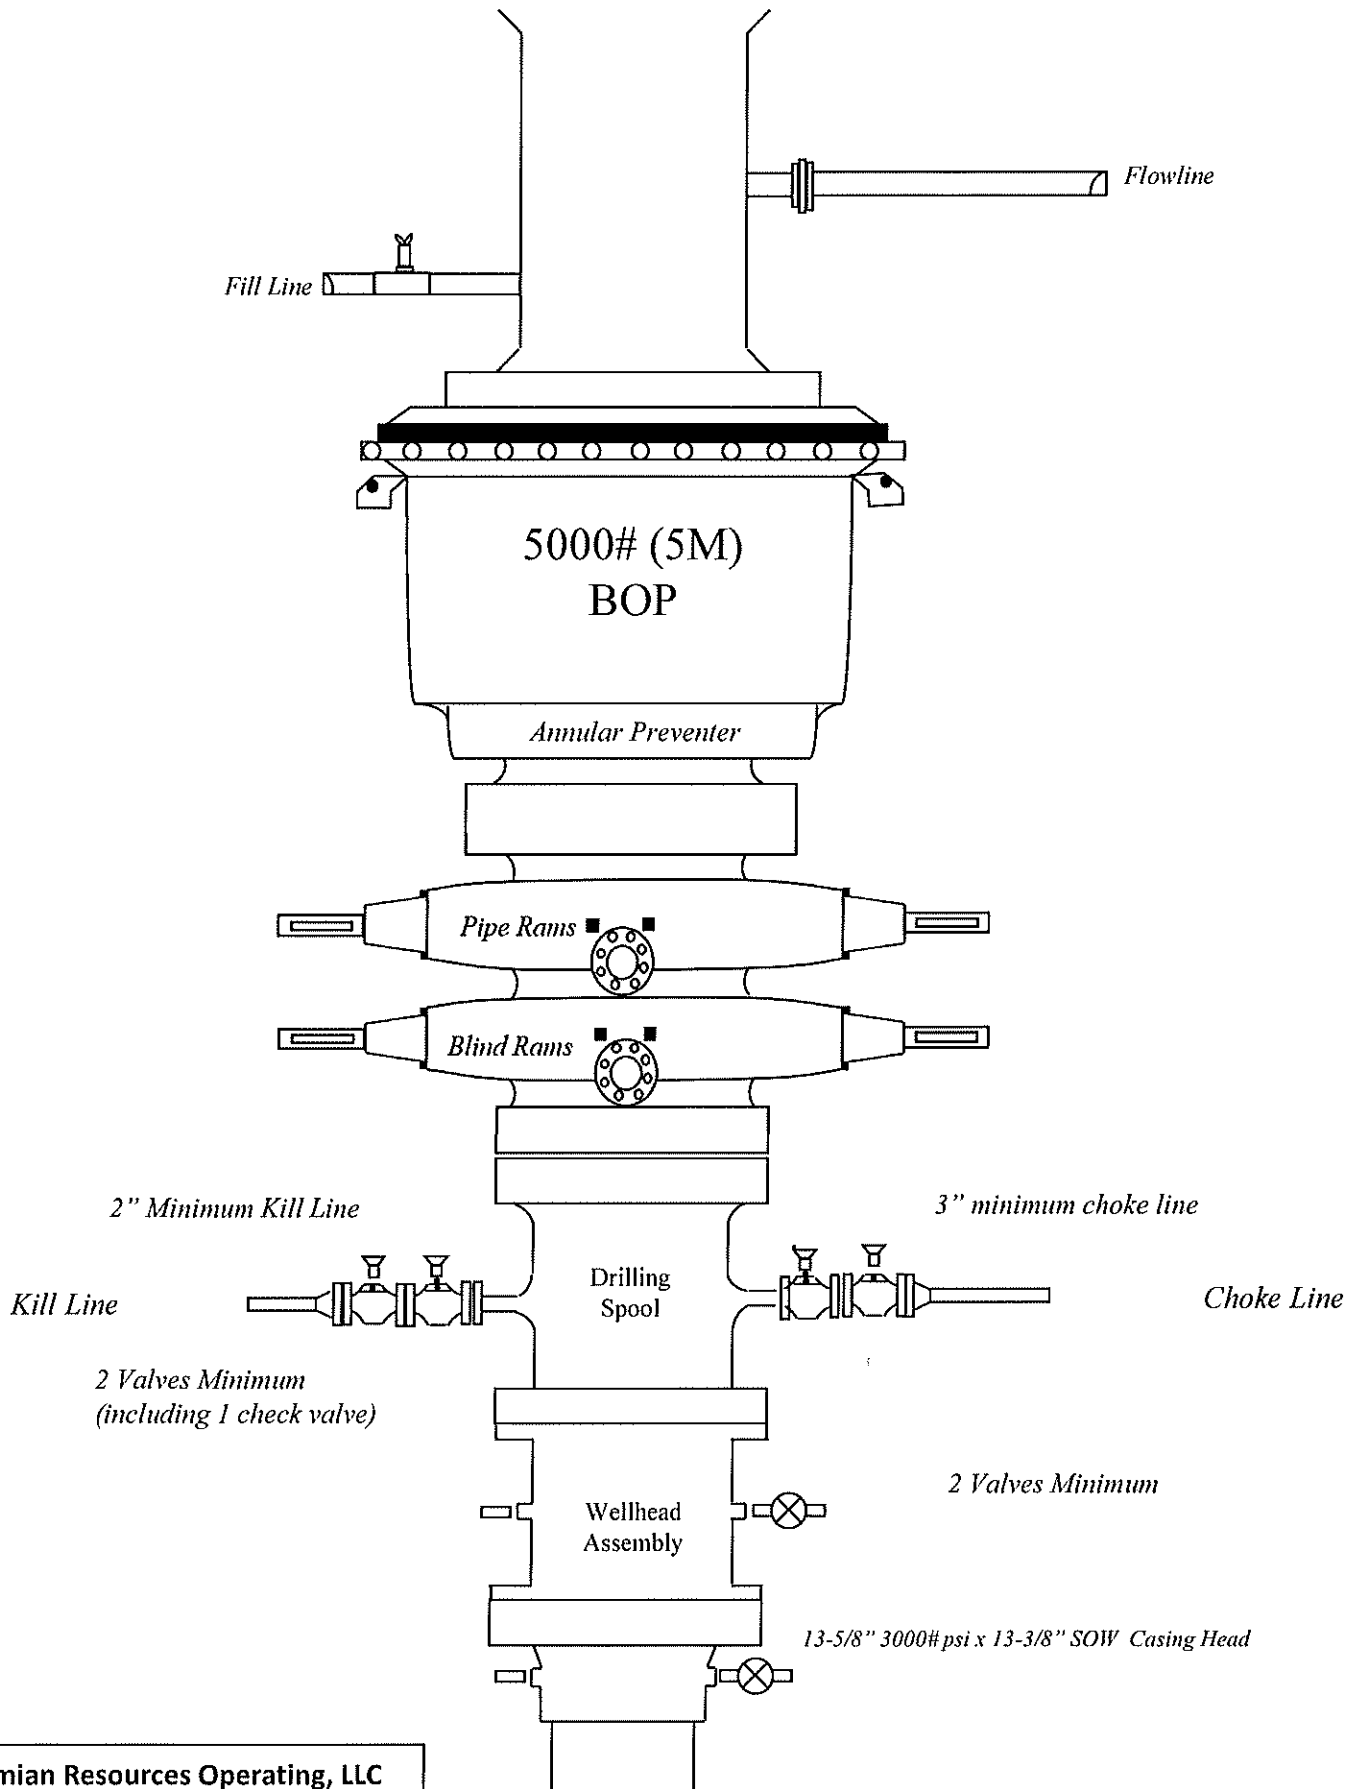 Flowline
Fill Line
5000# (5M)
BOP
Annular Preventer
Pipe Rams
Blind Rams
2” Minimum Kill Line
3” minimum choke line
Drilling
Spool
Kill Line
Choke Line
2 Valves Minimum
(including 1 check valve)
2 Valves Minimum
Wellhead
Assembly
13-5/8” 3000# psi x 13-3/8” SOW Casing Head
mian Resources Operating, LLC